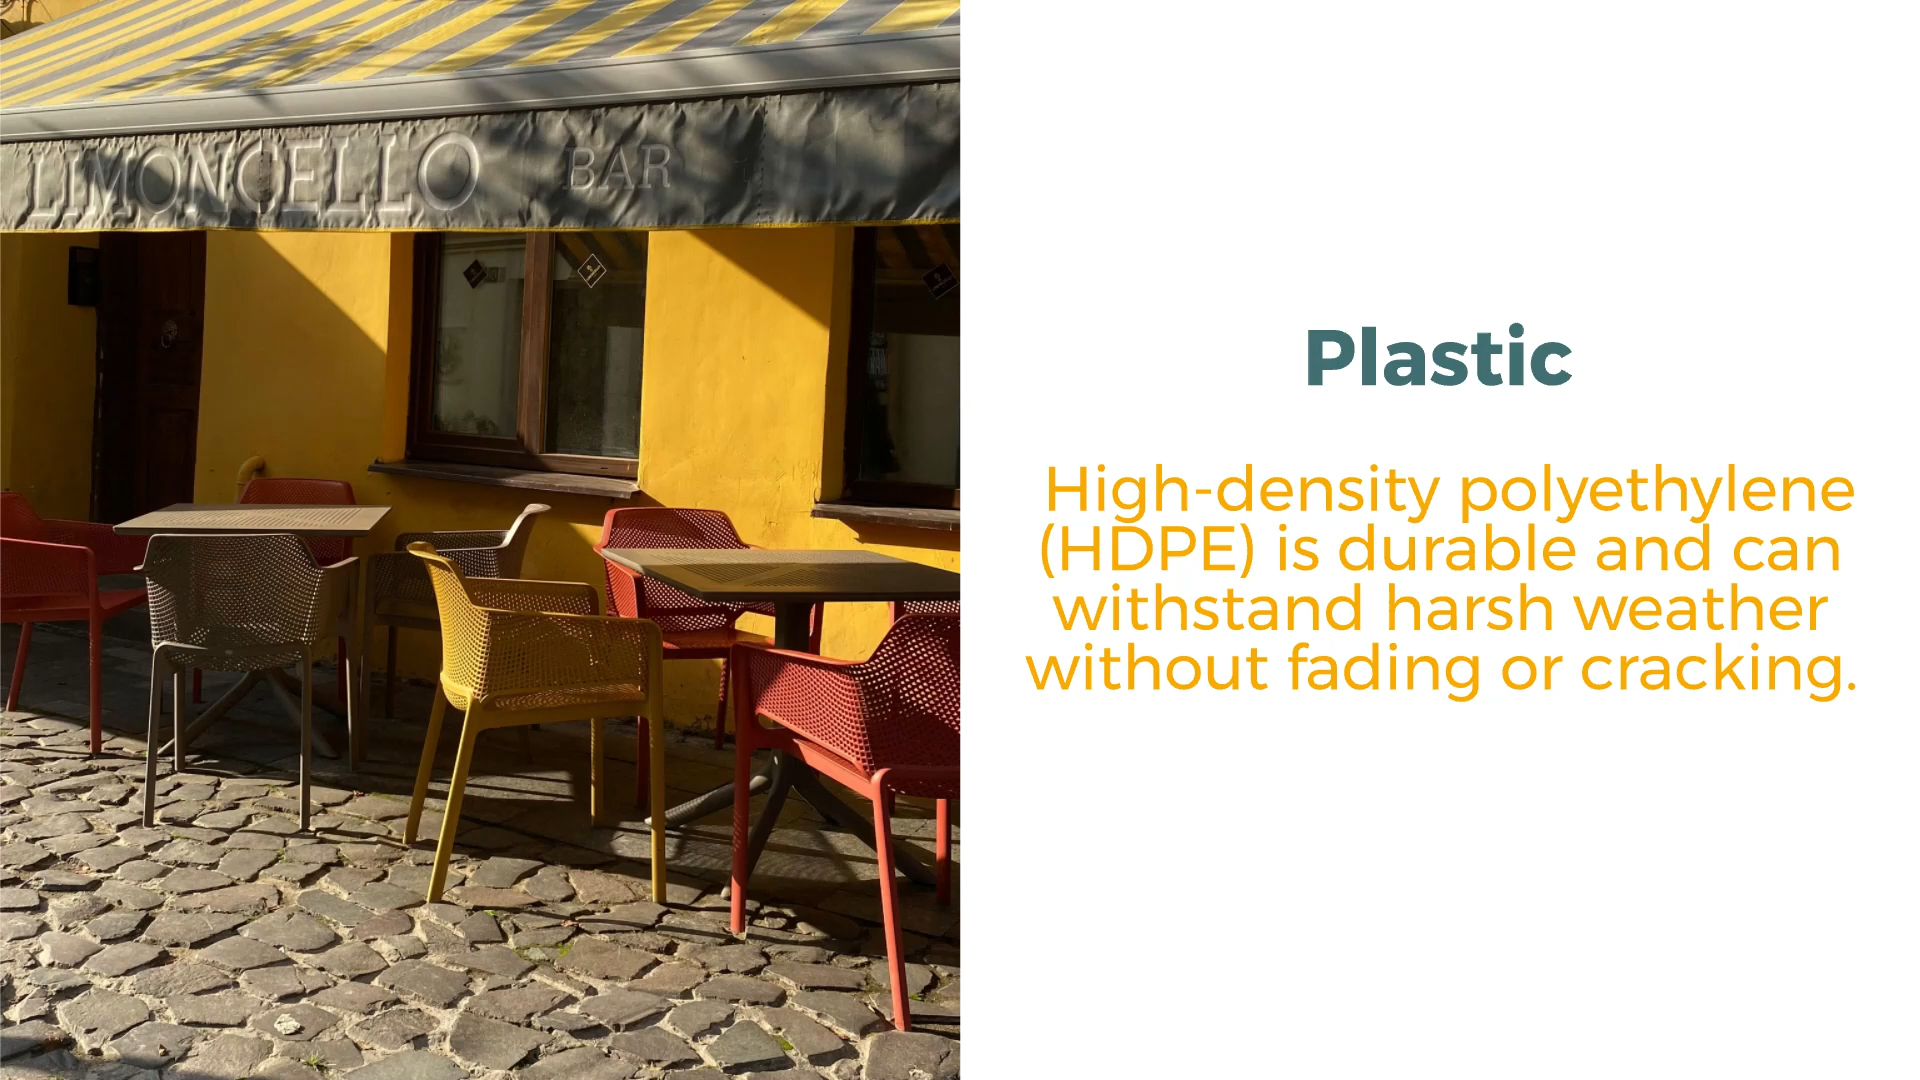 LIMONCELLO BAR
Plastic
High-density polyethylene
(HDPE) is durable and can
withstand harsh weather
without fading or cracking.